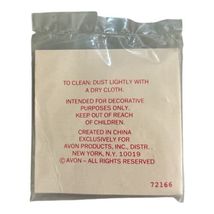 TO CLEAN: DUST LIGHTLY WITH
A DRY CLOTH.
INTENDED FOR DECORATIVE
PURPOSES ONLY.
KEEP OUT OF REACH
OF CHILDREN.
CREATED IN CHINA
EXCLUSIVELY FOR
AVON PRODUCTS, INC., DISTR.
NEW YORK, N.Y. 10019
© AVON – ALL RIGHTS RESERVED
72166